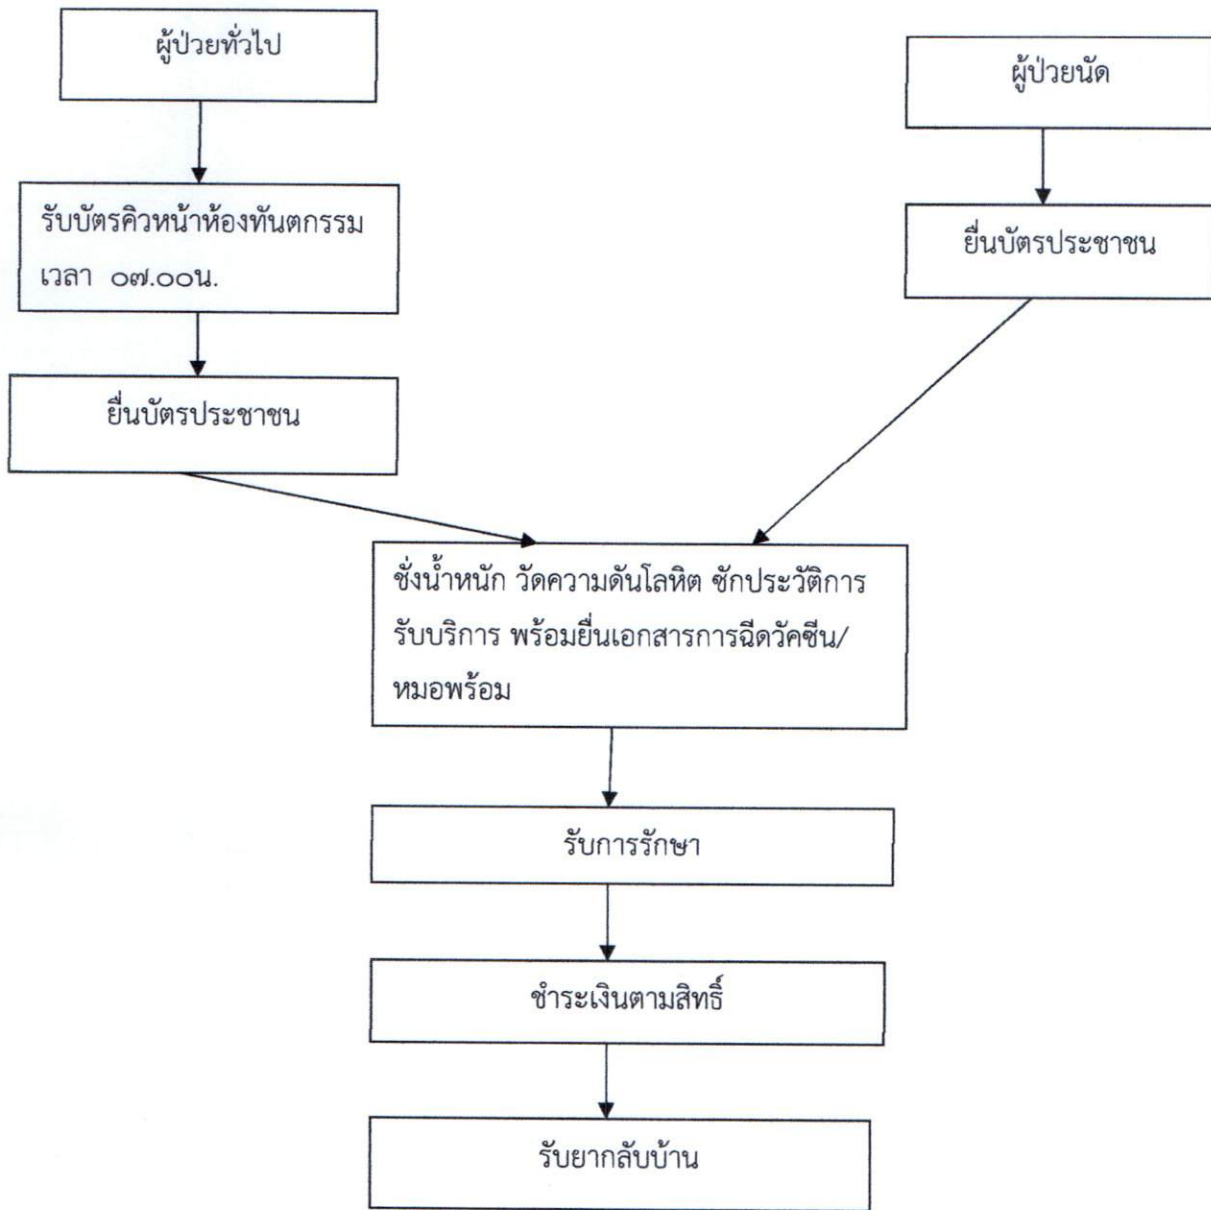 ผู้ป่วยทั่วไป
ผู้ป่วยนัด
รับบัตรคิวหน้าห้องทันตกรรม
เวลา ๐๗.๐๐น.
ยื่นบัตรประชาชน
ยื่นบัตรประชาชน
ชั่งน้ำหนัก วัดความดันโลหิต ซักประวัติการ
รับบริการ พร้อมยื่นเอกสารการฉีดวัคซีน/
หมอพร้อม
รับการรักษา
ชำระเงินตามสิทธิ์
รับยากลับบ้าน